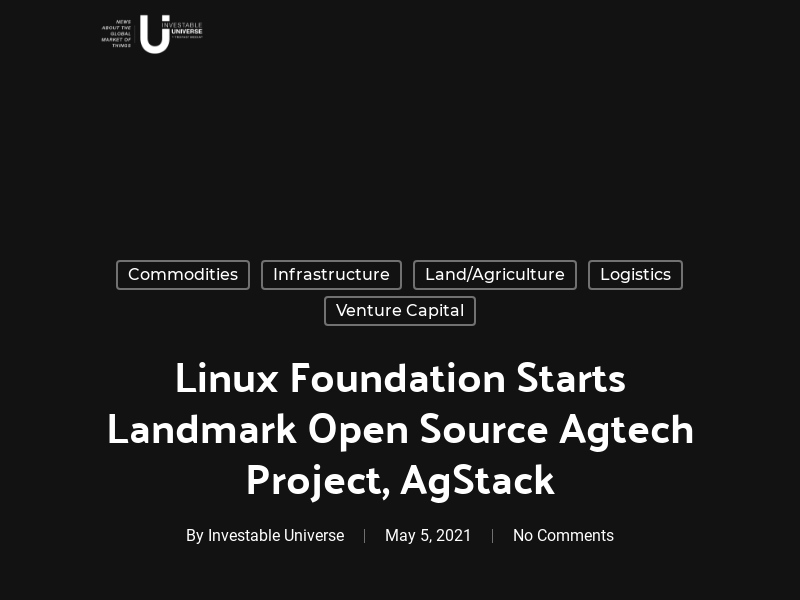 NEWS
ABOUT THE
GLOBAL
MARKET OF
THINGS
INVESTABLE
UNIVERSE
Commodities
Infrastructure
Land/Agriculture
Logistics
Venture Capital
Linux Foundation Starts
Landmark Open Source Agtech
Project, AgStack
By Investable Universe
May 5, 2021
No Comments